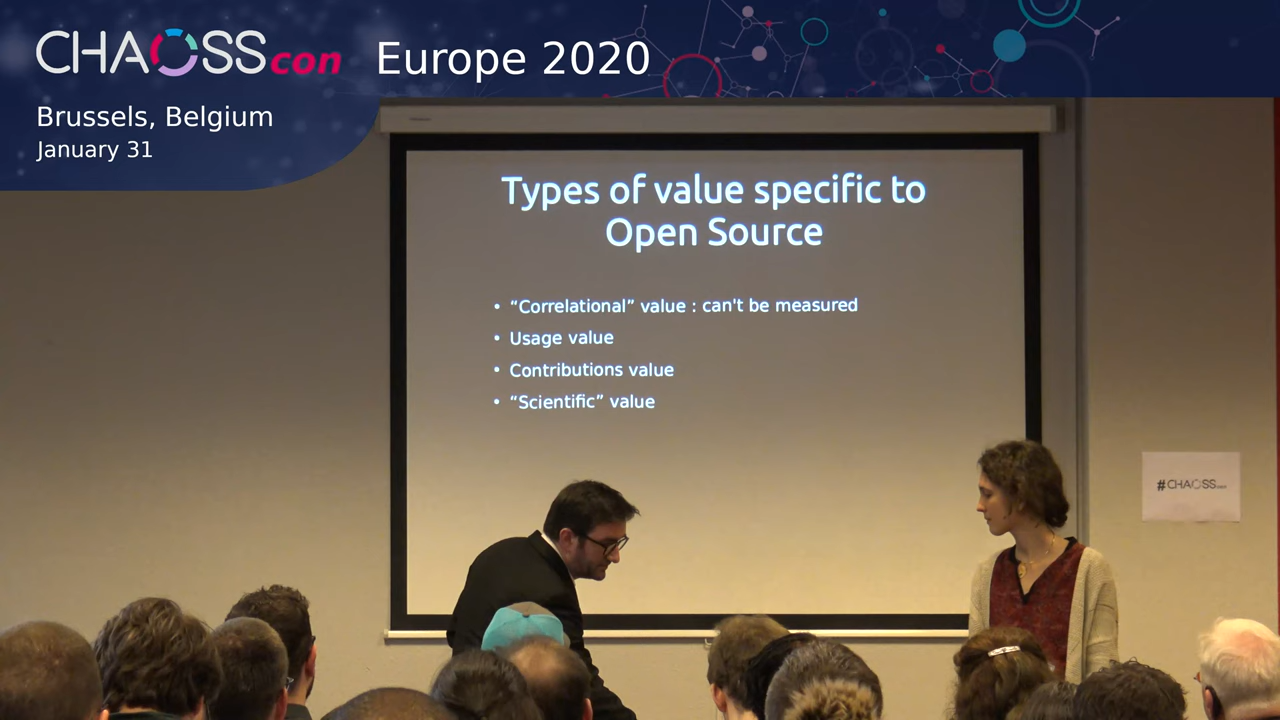 CHAOSScon Europe 2020
Brussels, Belgium
January 31
Types of value specific to
Open Source
• “Correlational” value : can't be measured
• Usage value
• Contributions value
• “Scientific” value
#CHAOSScon